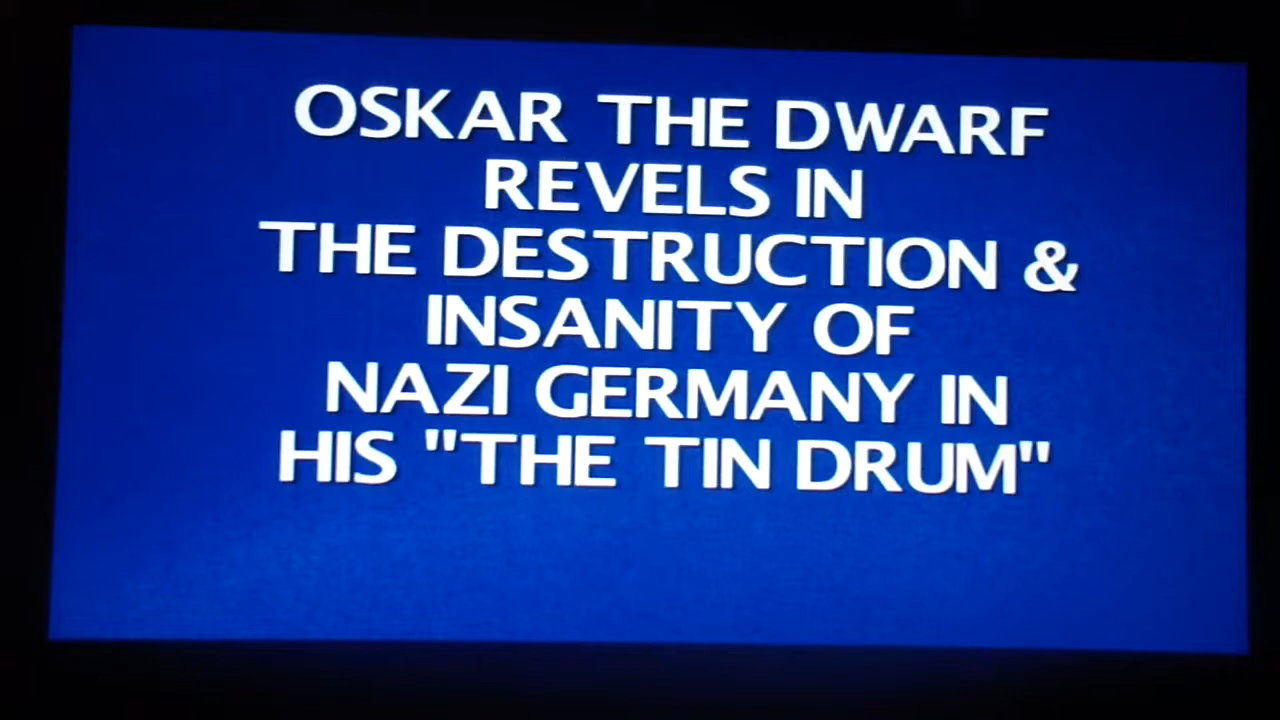 OSKAR THE DWARF
REVELS IN
THE DESTRUCTION &
INSANITY OF
NAZI GERMANY IN
HIS "THE TIN DRUM"